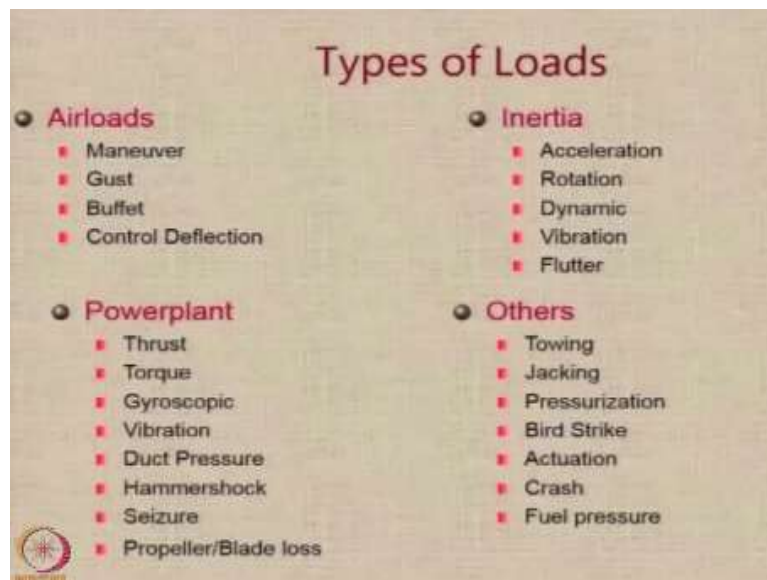 Types of Loads
Airloads
Maneuver
Gust
Buffet
Control Deflection
Inertia
Acceleration
Rotation
Dynamic
Vibration
Flutter
Powerplant
Thrust
Torque
Gyroscopic
Vibration
Duct Pressure
Hammershock
Seizure
Propeller/Blade loss
Others
Towing
Jacking
Pressurization
Bird Strike
Actuation
Crash
Fuel pressure